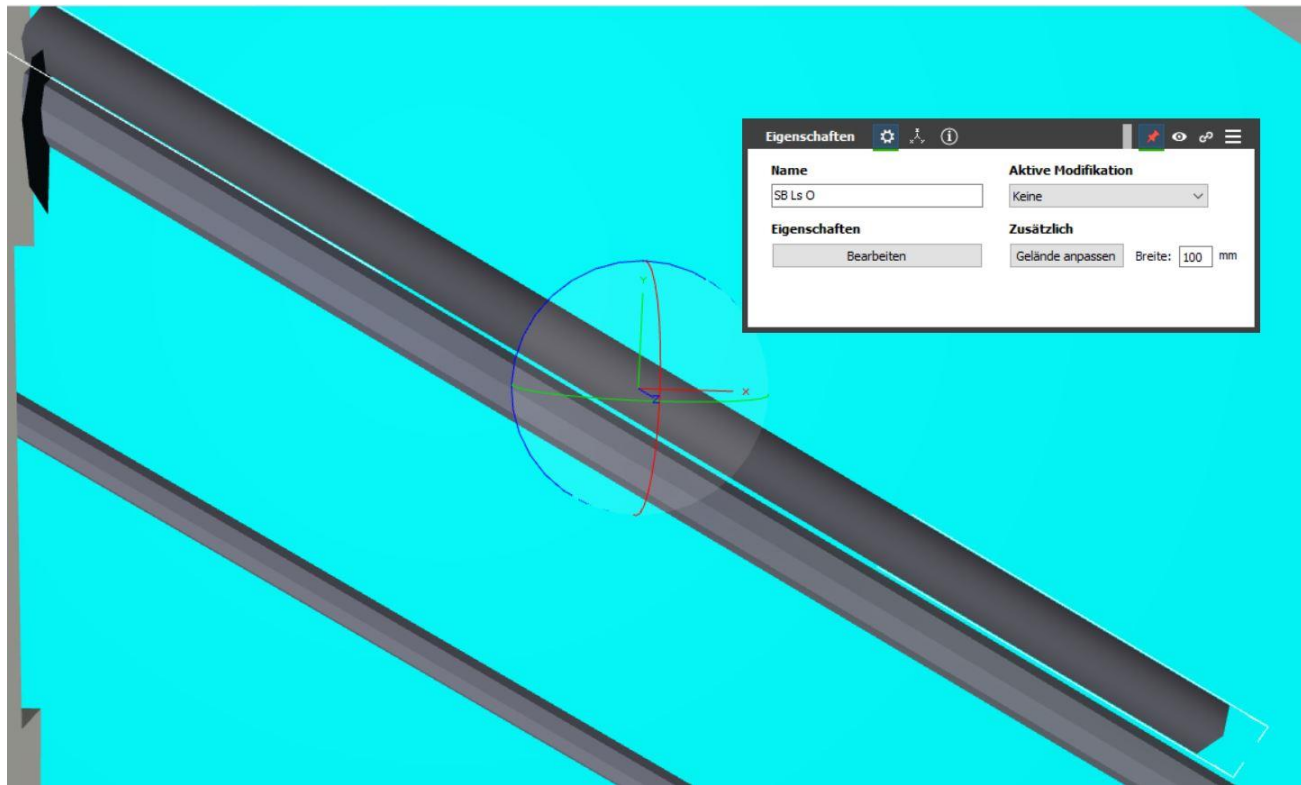 Eigenschaften
Name
Aktive Modifikation
SB Ls O
Keine
Eigenschaften
Zusätzlich
Bearbeiten
Gelände anpassen
Breite: 100 mm
Y
X
Z